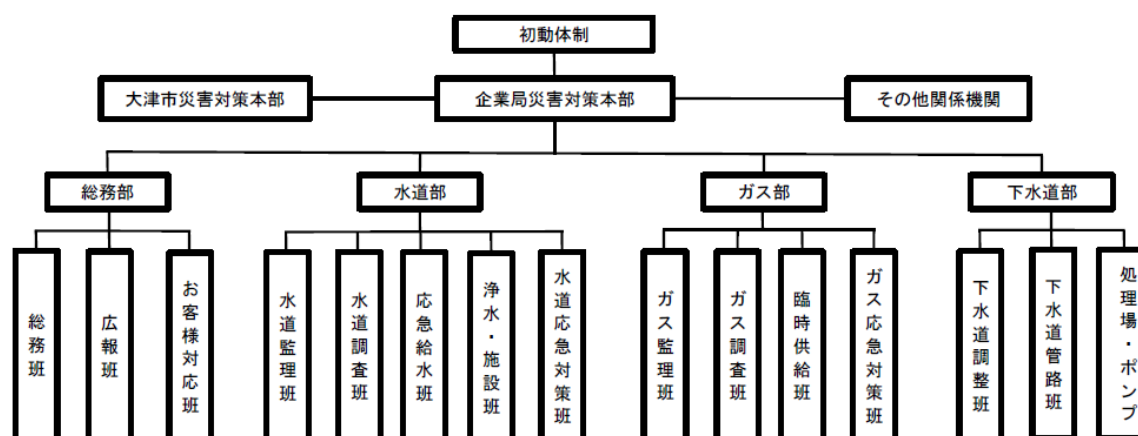 初動体制
大津市災害対策本部
企業局災害対策本部
その他関係機関
総務部
水道部
ガス部
下水道部
総務班
広報班
お客様対応班
水道監理班
水道調査班
応急給水班
浄水・施設班
水道応急対策班
ガス監理班
ガス調査班
臨時供給班
ガス応急対策班
下水道調整班
下水道管路班
処理場・ポンプ